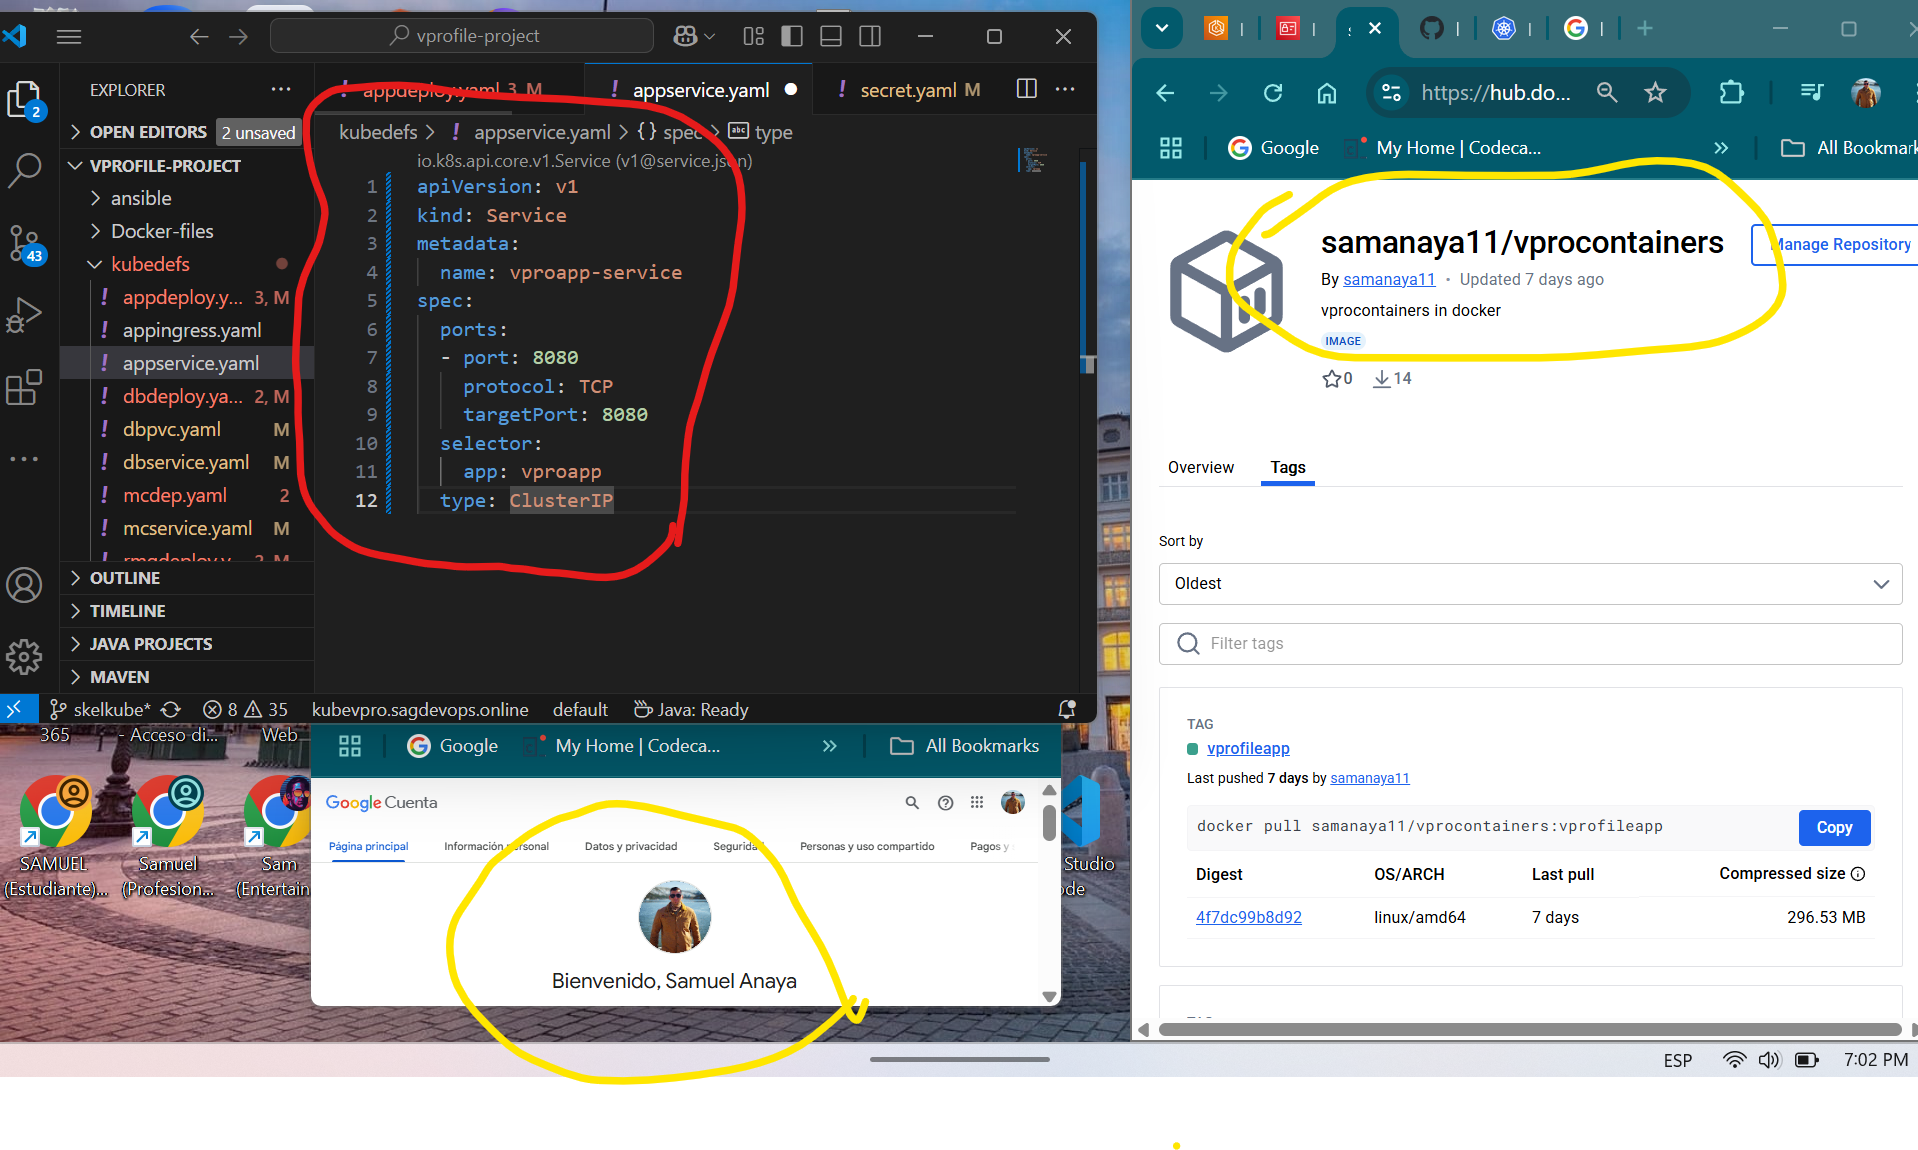 vprofile-project
EXPLORER
OPEN EDITORS 2 unsaved
VPROFILE-PROJECT
ansible
Docker-files
kubedefs
appdeploy.y... 3, M
appingress.yaml
appservice.yaml
dbdeploy.ya... 2, M
dbpvc.yaml M
dbservice.yaml M
mcdep.yaml 2
mcservice.yaml M
OUTLINE
TIMELINE
JAVA PROJECTS
MAVEN
2
43
appdeploy.yaml 3, M
appservice.yaml
secret.yaml M
kubedefs > ! appservice.yaml > {} spec > abc type
io.k8s.api.core.v1.Service (v1@service.json)
1 apiVersion: v1
2 kind: Service
3 metadata:
4 name: vproapp-service
5 spec:
6 ports:
7 - port: 8080
8 protocol: TCP
9 targetPort: 8080
10 selector:
11 app: vproapp
12 type: ClusterIP
skelkube* 8 35 kubevpro.sagdevops.online default Java: Ready
365
- Acceso di...
Web
SAMUEL
(Estudiante)...
Samuel
(Profesion...
Sam
(Entertain
Studio
Google
My Home | Codeca...
All Bookmarks
Google Cuenta
Página principal
Información personal
Datos y privacidad
Seguridad
Personas y uso compartido
Pagos y
Bienvenido, Samuel Anaya
https://hub.do...
Google
My Home | Codeca...
All Bookmark
samanaya11/vprocontainers
Manage Repository
By samanaya11 · Updated 7 days ago
vprocontainers in docker
IMAGE
0 14
Overview Tags
Sort by
Oldest
Filter tags
TAG
vprofileapp
Last pushed 7 days by samanaya11
docker pull samanaya11/vprocontainers:vprofileapp
Copy
Digest OS/ARCH Last pull Compressed size
4f7dc99b8d92 linux/amd64 7 days 296.53 MB
ESP 7:02 PM